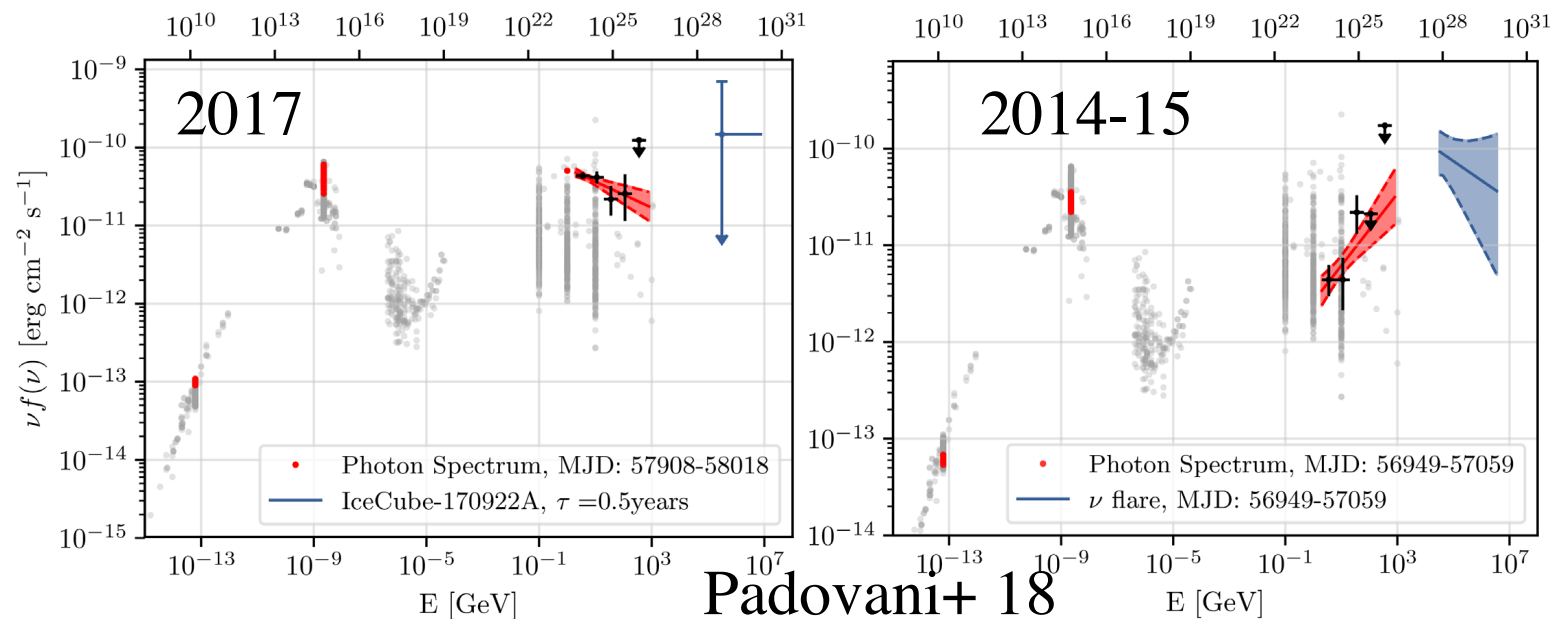 10^10 10^13 10^16 10^19 10^22 10^25 10^28 10^31
10^-9
10^-10
10^-11
10^-12
10^-13
10^-14
10^-15
νf(ν) [erg cm^-2 s^-1]
2017
Photon Spectrum, MJD: 57908-58018
IceCube-170922A, τ =0.5years
10^-13 10^-9 10^-5 10^-1 10^3 10^7
E [GeV]
10^10 10^13 10^16 10^19 10^22 10^25 10^28 10^31
10^-10
10^-11
10^-12
10^-13
10^-14
2014-15
Photon Spectrum, MJD: 56949-57059
ν flare, MJD: 56949-57059
10^-13 10^-9 10^-5 10^-1 10^3 10^7
E [GeV]
Padovani+ 18